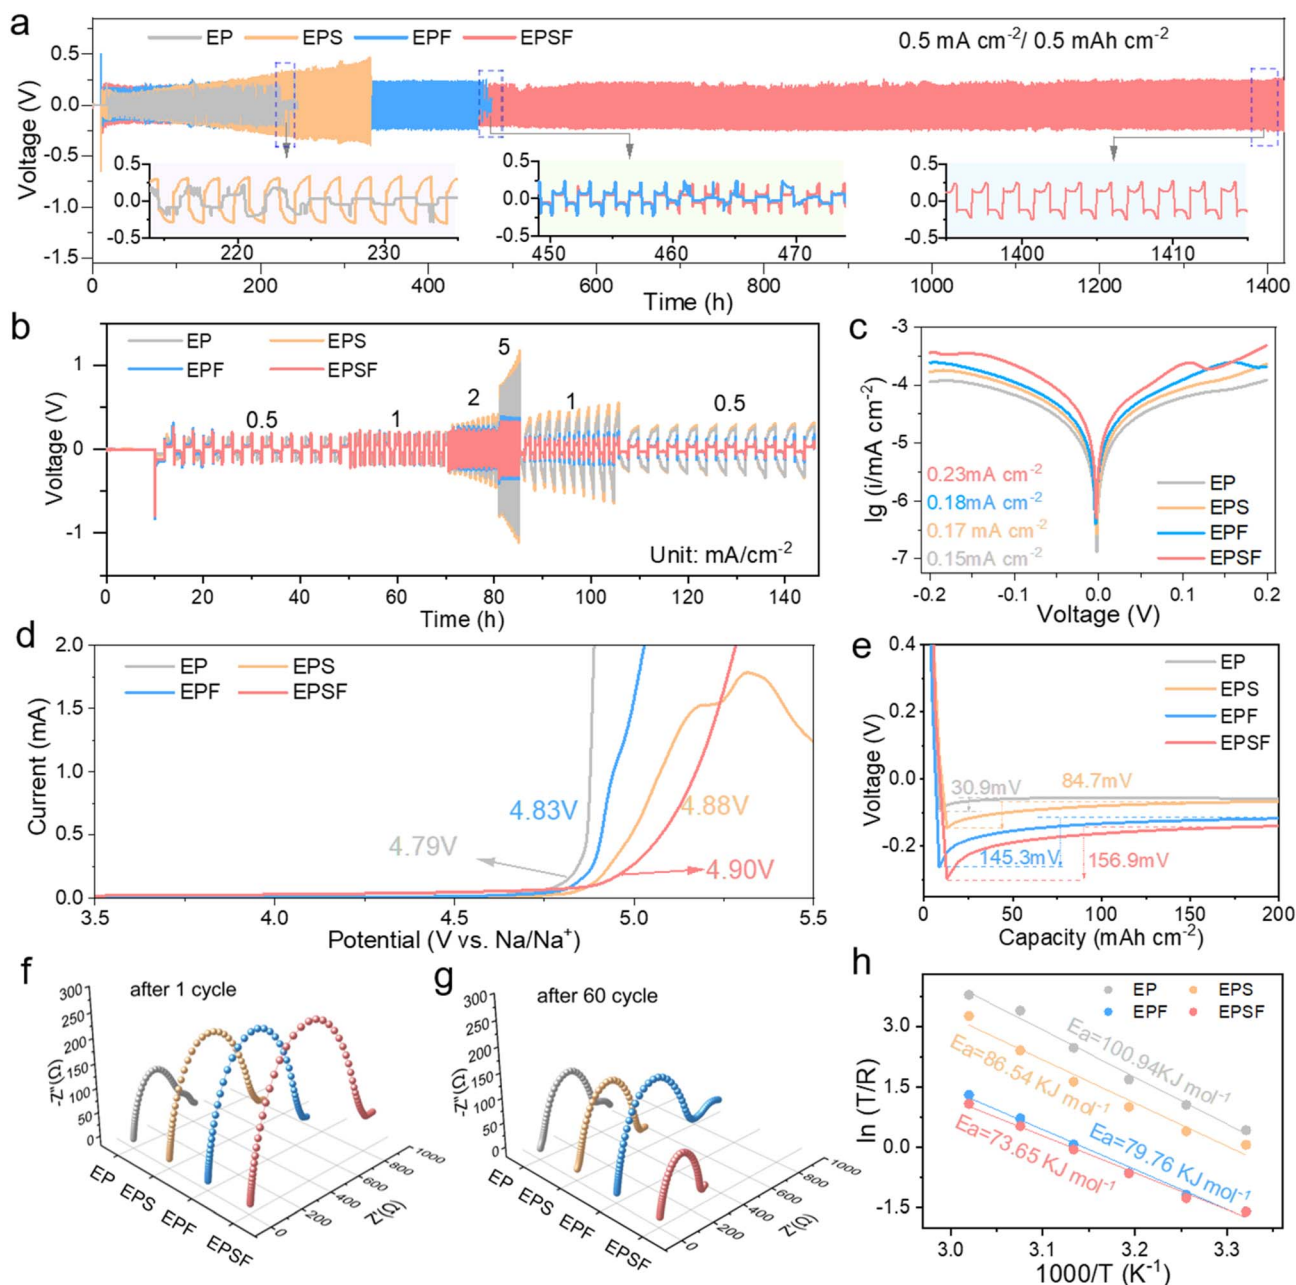 a
EP EPS EPF EPSF
0.5 mA cm⁻²/ 0.5 mAh cm⁻²
Voltage (V)
0.5
0.0
-0.5
-1.0
-1.5
0.5
0.0
-0.5
220 230
0.5
0.0
-0.5
450 460 470
0.5
0.0
-0.5
1400 1410
0 200 400 600 800 1000 1200 1400
Time (h)
b
EP EPS
EPF EPSF
Voltage (V)
1
0
-1
0.5 1 2 5 1 0.5
Unit: mA/cm⁻²
0 20 40 60 80 100 120 140
Time (h)
c
lg (i/mA cm⁻²)
-3
-4
-5
-6
-7
0.23mA cm⁻²
0.18mA cm⁻²
0.17 mA cm⁻²
0.15mA cm⁻²
EP
EPS
EPF
EPSF
-0.2 -0.1 0.0 0.1 0.2
Voltage (V)
d
EP EPS
EPF EPSF
Current (mA)
2.0
1.5
1.0
0.5
0.0
4.79V
4.83V
4.88V
4.90V
3.5 4.0 4.5 5.0 5.5
Potential (V vs. Na/Na⁺)
e
Voltage (V)
0.4
0.2
0.0
-0.2
EP
EPS
EPF
EPSF
30.9mV
84.7mV
145.3mV
156.9mV
0 50 100 150 200
Capacity (mAh cm⁻²)
f
after 1 cycle
-Z"(Ω)
300
250
200
150
100
50
0
EP
EPS
EPF
EPSF
0
200
400
600
800
1000
Z'(Ω)
g
after 60 cycle
-Z"(Ω)
300
250
200
150
100
50
0
EP
EPS
EPF
EPSF
0
200
400
600
800
1000
Z'(Ω)
h
EP EPS
EPF EPSF
ln (T/R)
3.0
1.5
0.0
-1.5
Ea=100.94KJ mol⁻¹
Ea=86.54 KJ mol⁻¹
Ea=79.76 KJ mol⁻¹
Ea=73.65 KJ mol⁻¹
3.0 3.1 3.2 3.3
1000/T (K⁻¹)